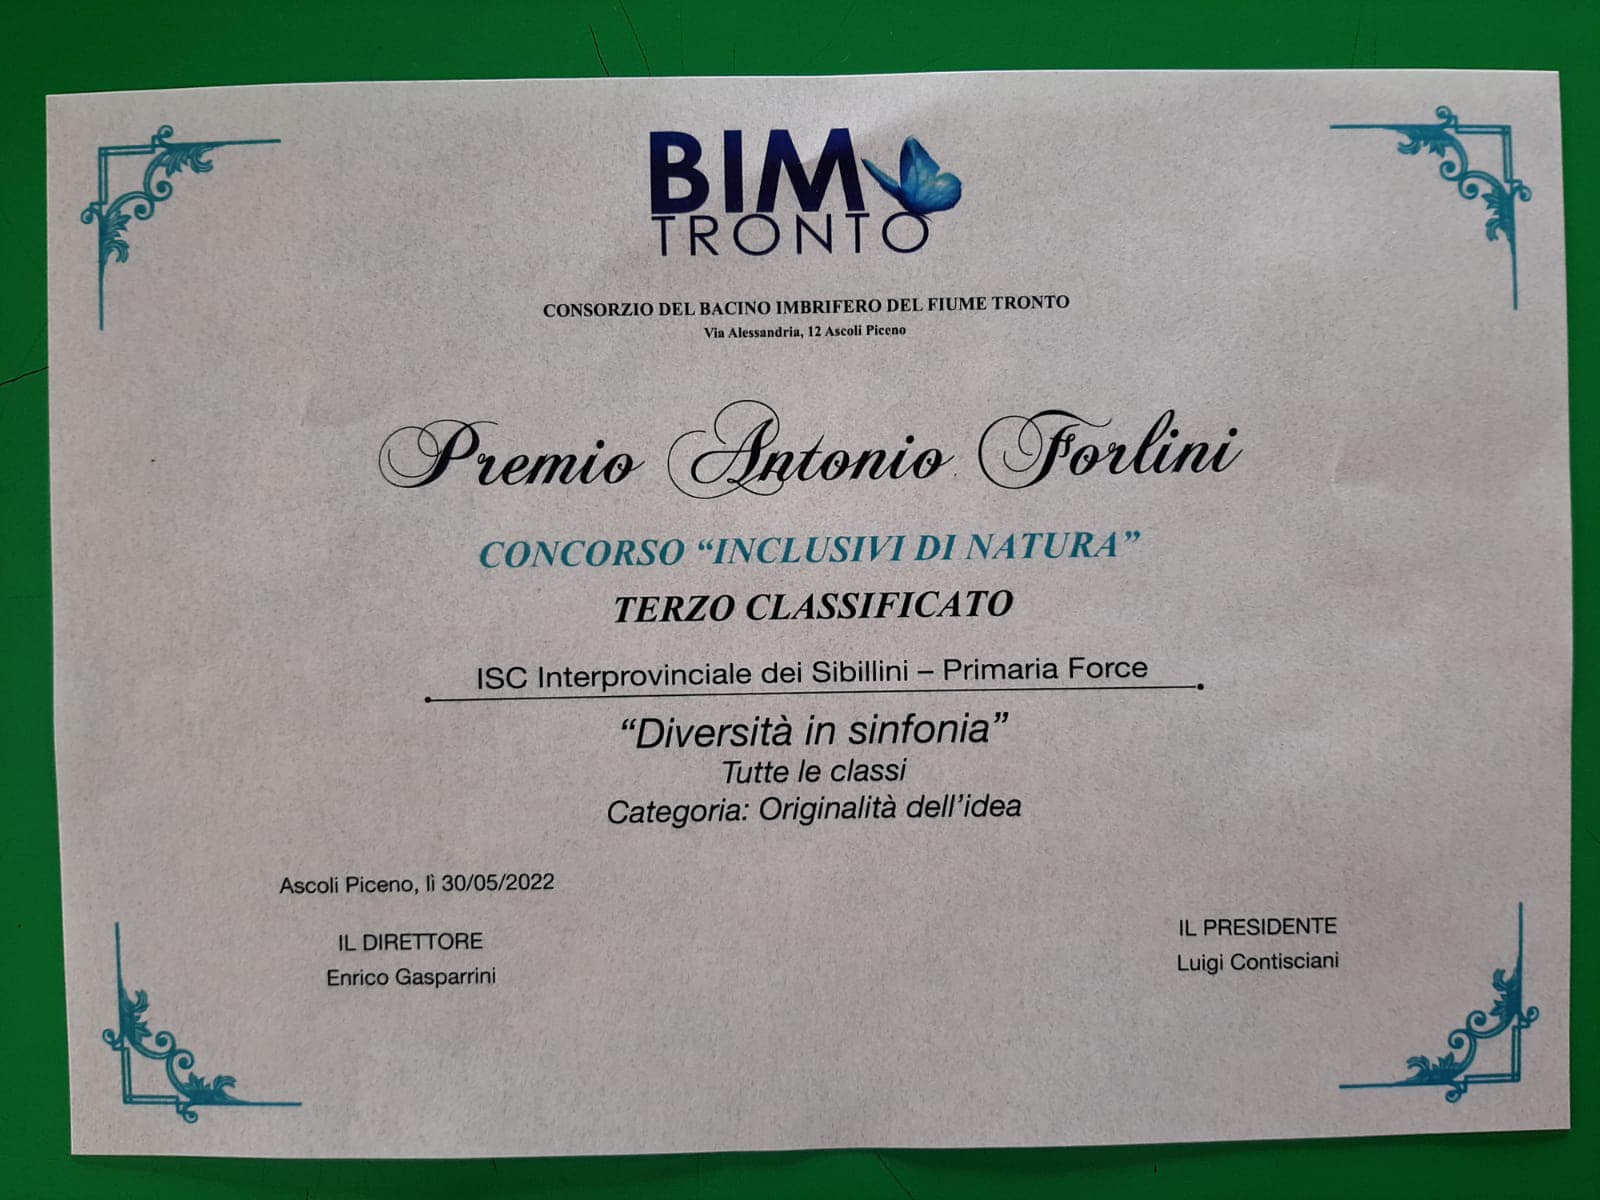 BIM
TRONTO
CONSORZIO DEL BACINO IMBRIFERO DEL FIUME TRONTO
Via Alessandria, 12 Ascoli Piceno
Premio Antonio Forlini
CONCORSO “INCLUSIVI DI NATURA”
TERZO CLASSIFICATO
ISC Interprovinciale dei Sibillini – Primaria Force
“Diversità in sinfonia”
Tutte le classi
Categoria: Originalità dell’idea
Ascoli Piceno, lì 30/05/2022
IL DIRETTORE
Enrico Gasparrini
IL PRESIDENTE
Luigi Contisciani